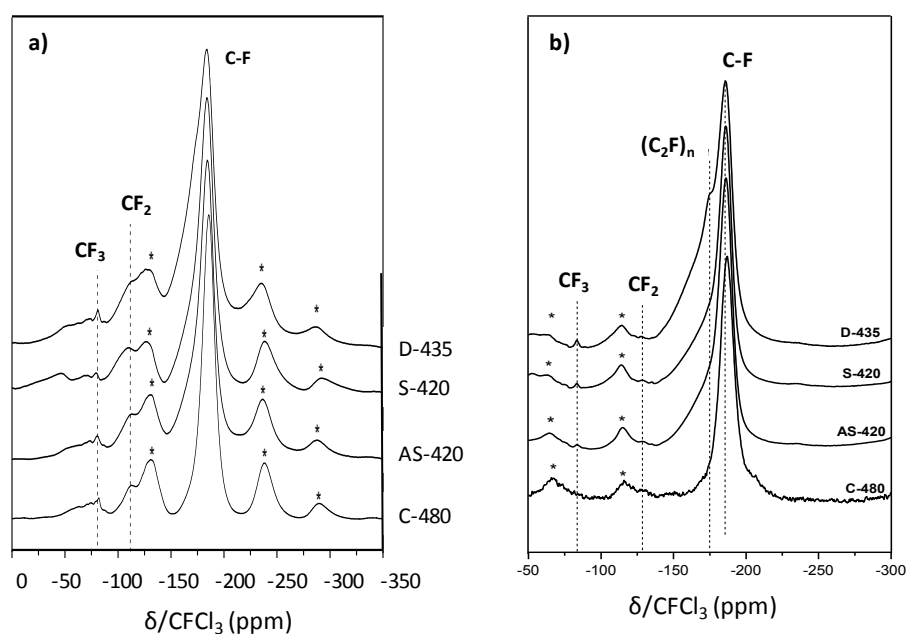 a)
C-F
CF₂
CF₃
*
*
*
D-435
*
*
*
S-420
*
*
*
AS-420
*
*
*
C-480
0 -50 -100 -150 -200 -250 -300 -350
δ/CFCl₃ (ppm)
b)
C-F
(C₂F)ₙ
CF₃
CF₂
*
*
D-435
*
*
S-420
*
*
AS-420
*
*
C-480
-50 -100 -150 -200 -250 -300
δ/CFCl₃ (ppm)